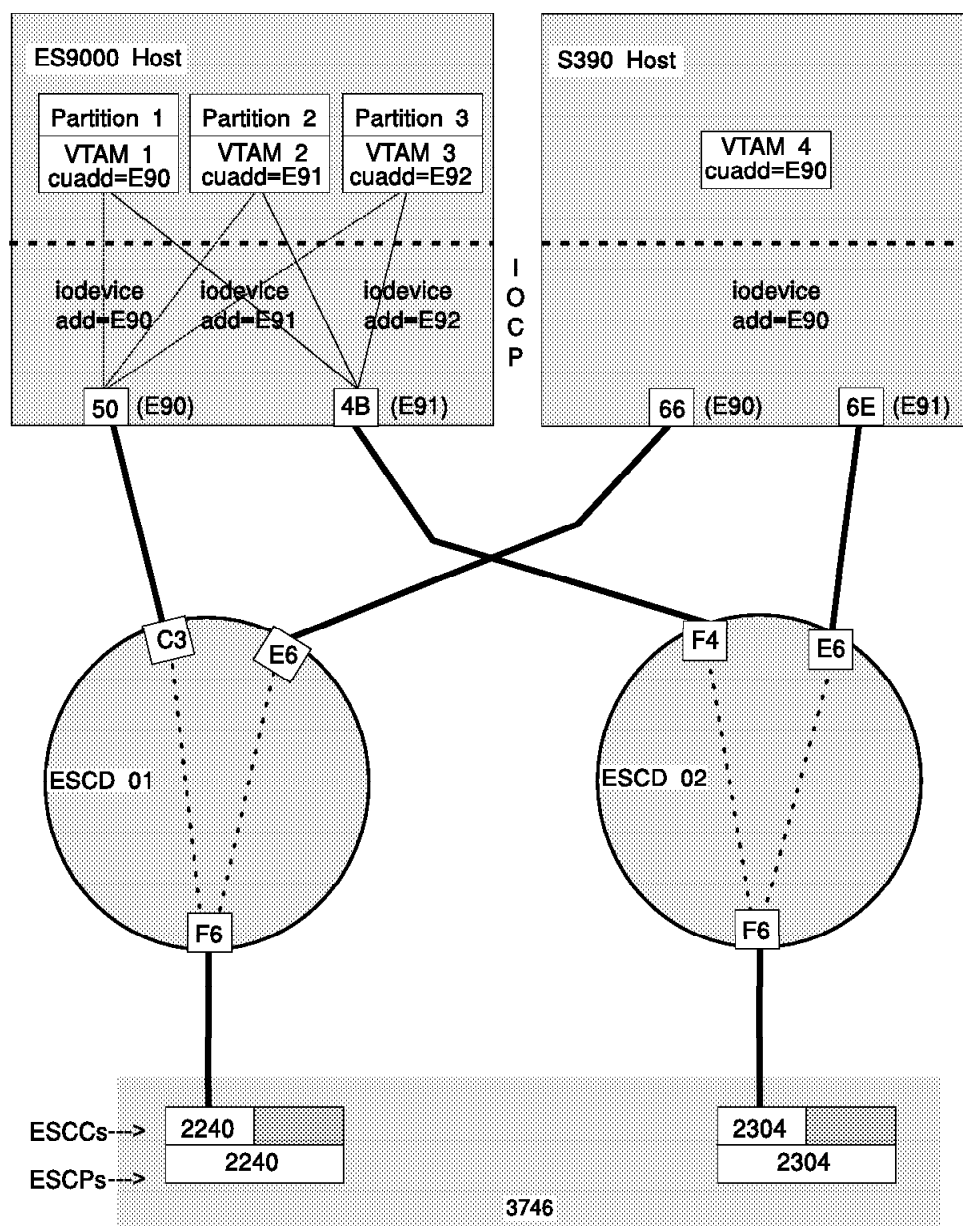 ES9000 Host
S390 Host
Partition 1
Partition 2
Partition 3
VTAM 1
cuadd=E90
VTAM 2
cuadd=E91
VTAM 3
cuadd=E92
VTAM 4
cuadd=E90
iodevice
add=E90
iodevice
add=E91
iodevice
add=E92
I
O
C
P
iodevice
add=E90
50 (E90)
4B (E91)
66 (E90)
6E (E91)
C3
E6
F4
E6
ESCD 01
ESCD 02
F6
F6
ESCCs--->
2240
2304
ESCPs--->
2240
2304
3746